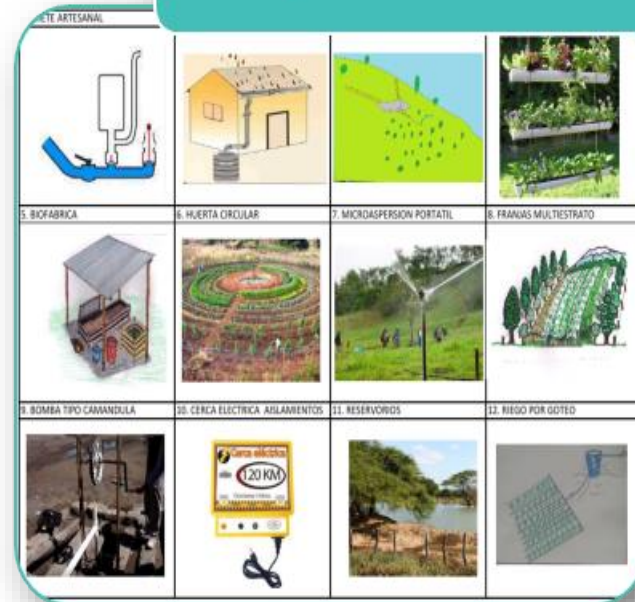 ARTESANAL
5. BIOFABRICA
6. HUERTA CIRCULAR
7. MICROASPERSION PORTATIL
8. FRANJAS MULTIESTRATO
9. BOMBA TIPO CAMANDULA
10. CERCA ELECTRICA AISLAMIENTOS
11. RESERVORIOS
12. RIEGO POR GOTEO
Cerca eléctrica
120 KM